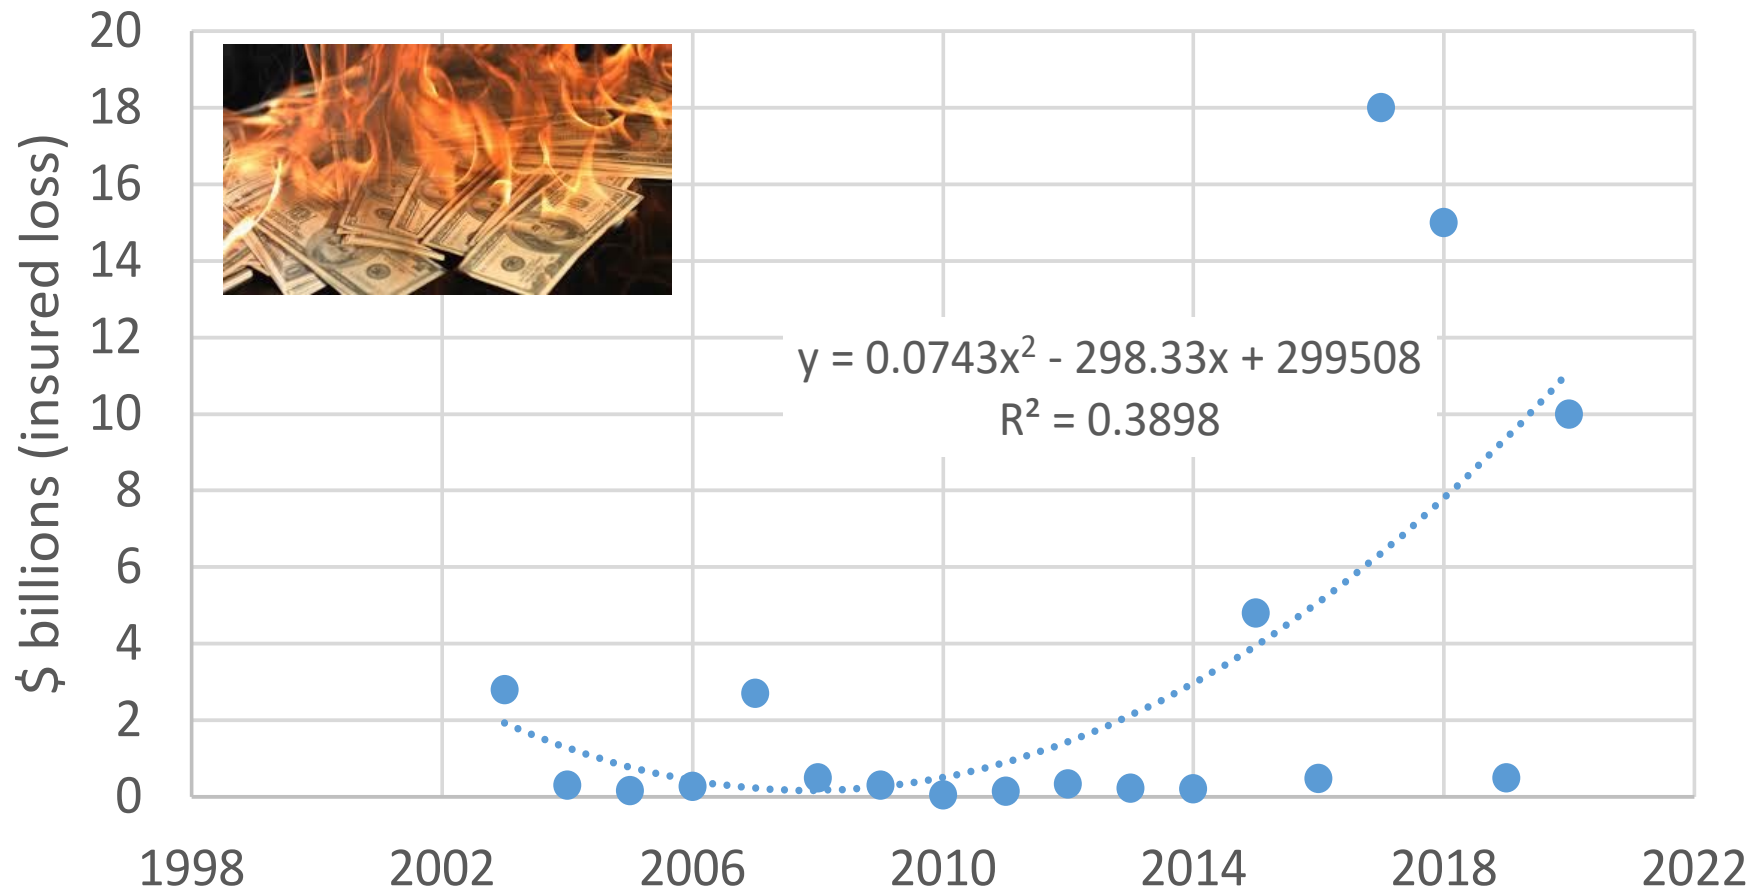 $ billions (insured loss)
20
18
16
14
12
10
8
6
4
2
0
y = 0.0743x² - 298.33x + 299508
R² = 0.3898
1998 2002 2006 2010 2014 2018 2022